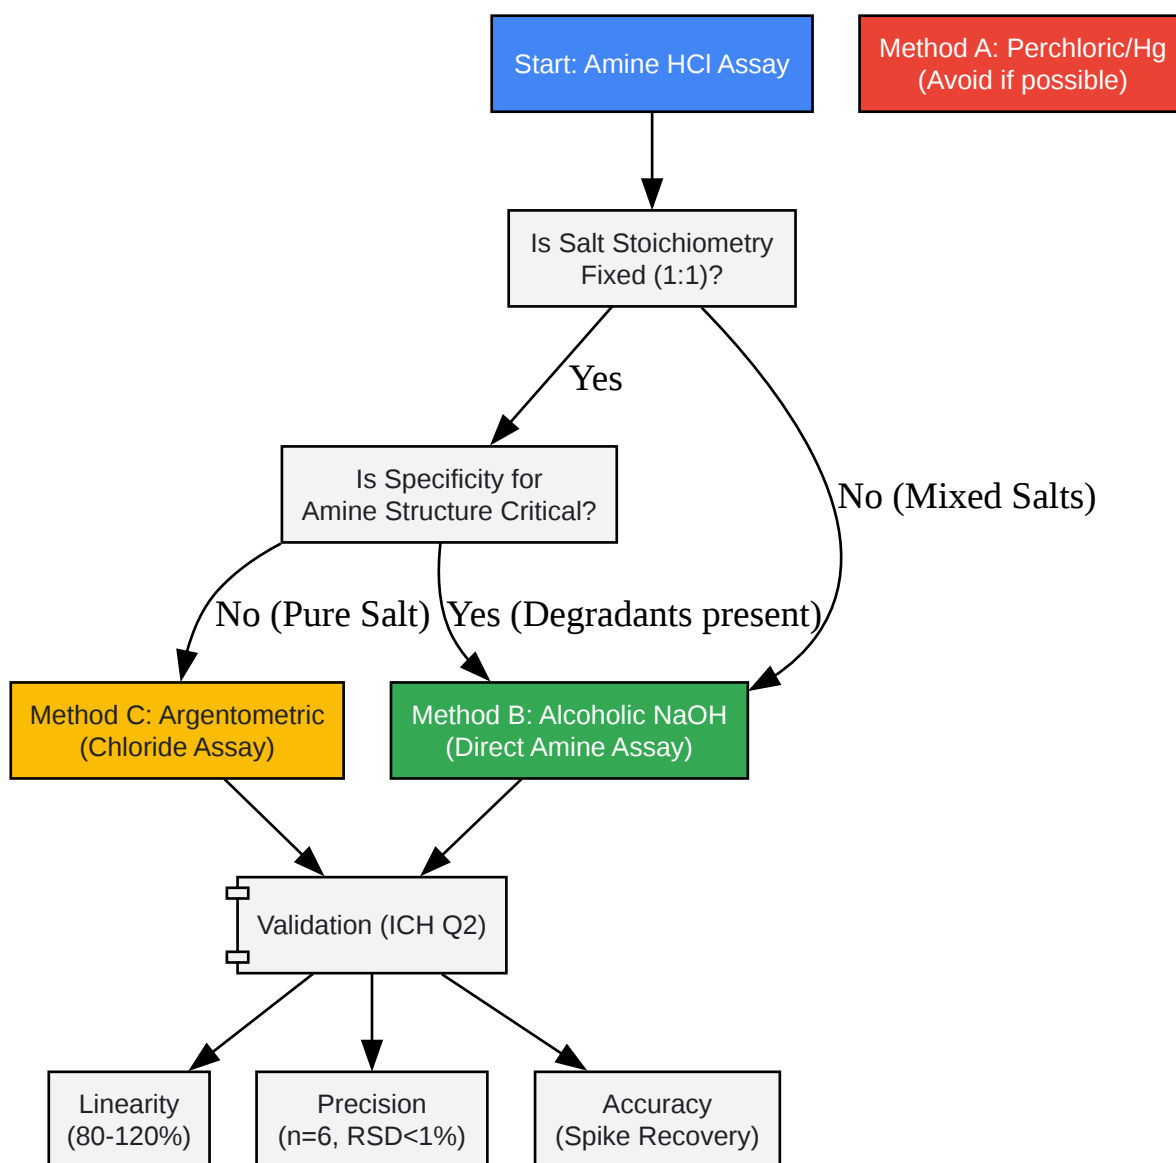 Start: Amine HCl Assay
Method A: Perchloric/Hg
(Avoid if possible)
Is Salt Stoichiometry
Fixed (1:1)?
Yes
No (Mixed Salts)
Is Specificity for
Amine Structure Critical?
No (Pure Salt)
Yes (Degradants present)
Method C: Argentometric
(Chloride Assay)
Method B: Alcoholic NaOH
(Direct Amine Assay)
Validation (ICH Q2)
Linearity
(80-120%)
Precision
(n=6, RSD<1%)
Accuracy
(Spike Recovery)